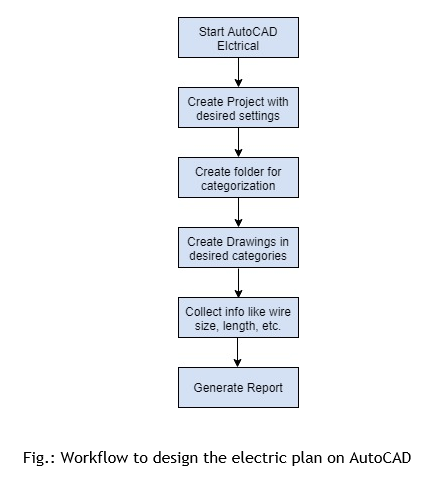 Start AutoCAD
Elctrical
Create Project with
desired settings
Create folder for
categorization
Create Drawings in
desired categories
Collect info like wire
size, length, etc.
Generate Report
Fig.: Workflow to design the electric plan on AutoCAD